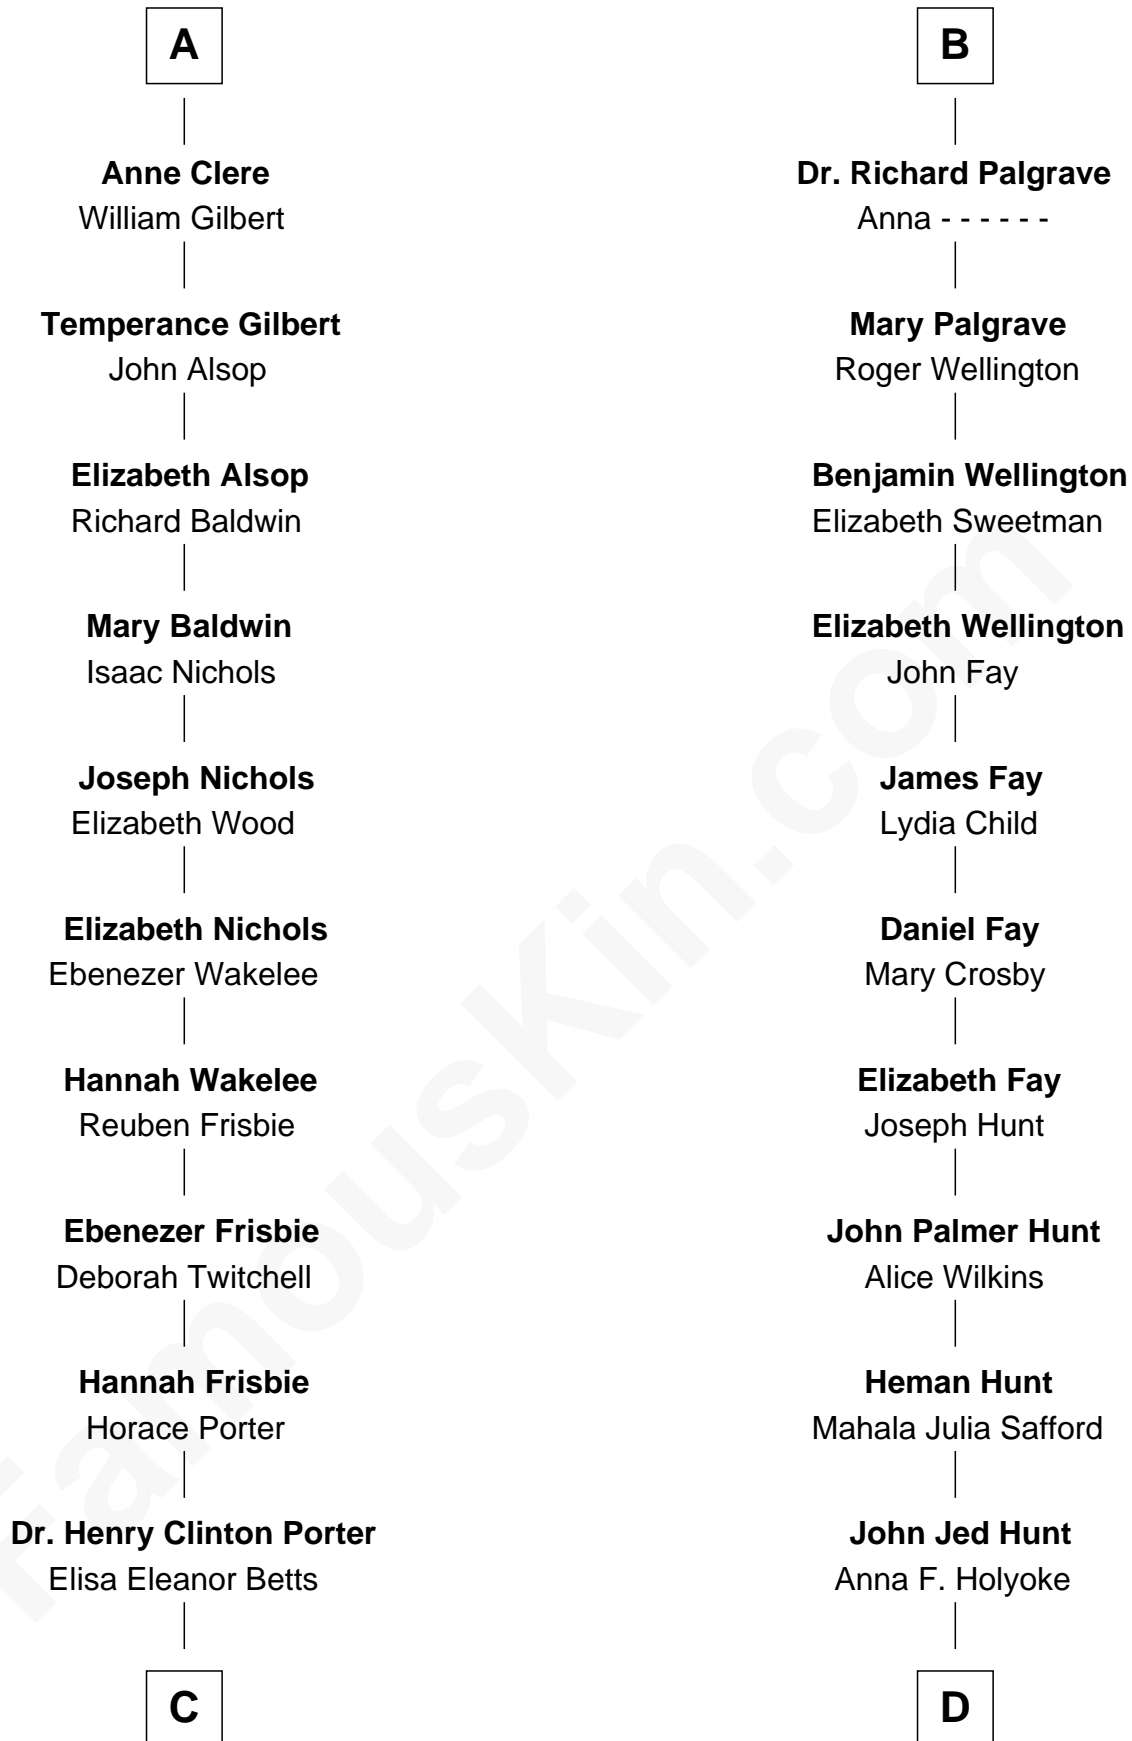 A
Anne Clere
William Gilbert
Temperance Gilbert
John Alsop
Elizabeth Alsop
Richard Baldwin
Mary Baldwin
Isaac Nichols
Joseph Nichols
Elizabeth Wood
Elizabeth Nichols
Ebenezer Wakelee
Hannah Wakelee
Reuben Frisbie
Ebenezer Frisbie
Deborah Twitchell
Hannah Frisbie
Horace Porter
Dr. Henry Clinton Porter
Elisa Eleanor Betts
C
B
Dr. Richard Palgrave
Anna - - - - - -
Mary Palgrave
Roger Wellington
Benjamin Wellington
Elizabeth Sweetman
Elizabeth Wellington
John Fay
James Fay
Lydia Child
Daniel Fay
Mary Crosby
Elizabeth Fay
Joseph Hunt
John Palmer Hunt
Alice Wilkins
Heman Hunt
Mahala Julia Safford
John Jed Hunt
Anna F. Holyoke
D
FamousKin.com